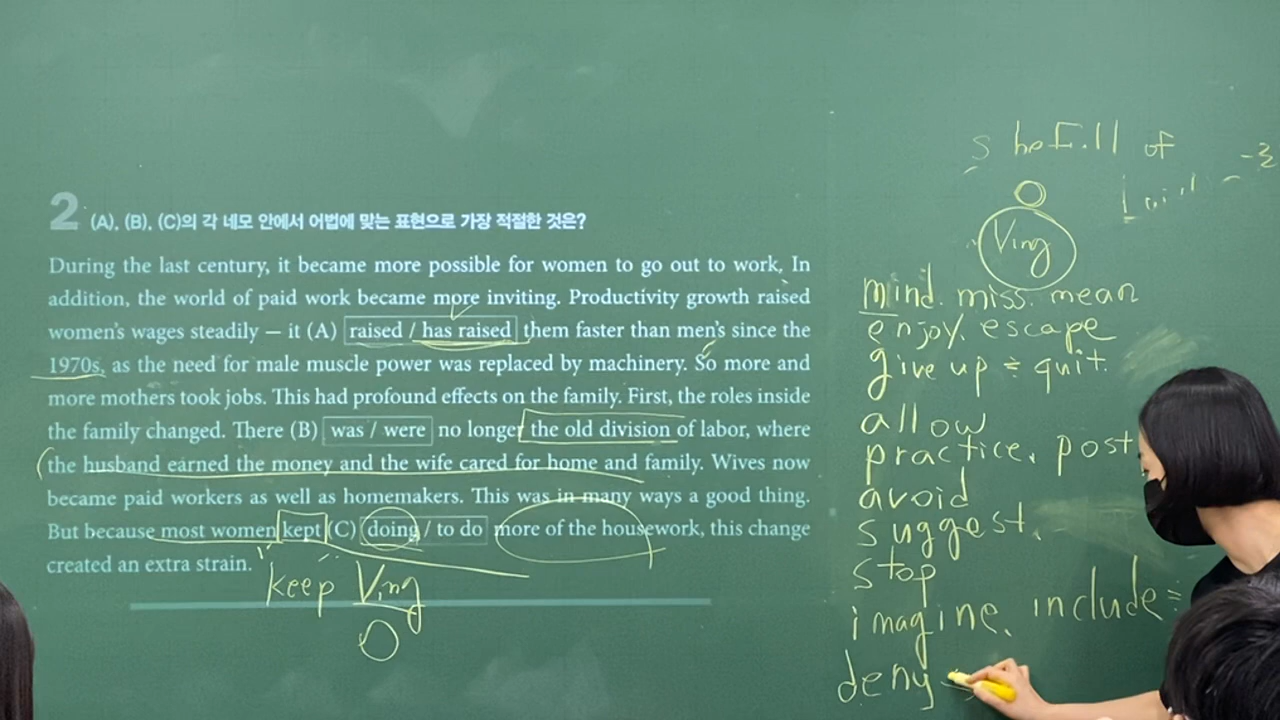 2 (A), (B), (C)의 각 네모 안에서 어법에 맞는 표현으로 가장 적절한 것은?
During the last century, it became more possible for women to go out to work. In
addition, the world of paid work became more inviting. Productivity growth raised
women's wages steadily — it (A) raised / has raised them faster than men's since the
1970s, as the need for male muscle power was replaced by machinery. So more and
more mothers took jobs. This had profound effects on the family. First, the roles inside
the family changed. There (B) was / were no longer the old division of labor, where
the husband earned the money and the wife cared for home and family. Wives now
became paid workers as well as homemakers. This was in many ways a good thing.
But because most women kept (C) doing / to do more of the housework, this change
created an extra strain.
keep Ving
O
of
O
Ving
mind. miss. mean
enjoy. escape
give up = quit.
allow
practice. post
avoid
suggest.
stop
imagine. include =
deny